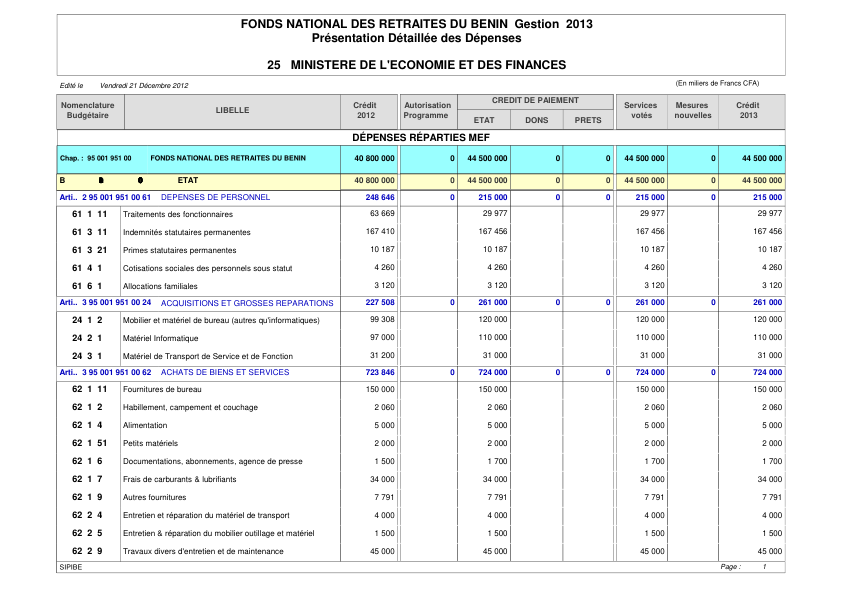 FONDS NATIONAL DES RETRAITES DU BENIN Gestion 2013
Présentation Détaillée des Dépenses
25 MINISTERE DE L'ECONOMIE ET DES FINANCES
Edité le Vendredi 21 Décembre 2012 (En miliers de Francs CFA)
Nomenclature Budgétaire LIBELLE Crédit 2012 Autorisation Programme CREDIT DE PAIEMENT ETAT DONS PRETS Services votés Mesures nouvelles Crédit 2013
DÉPENSES RÉPARTIES MEF
Chap. : 95 001 951 00 FONDS NATIONAL DES RETRAITES DU BENIN 40 800 000 0 44 500 000 0 0 44 500 000 0 44 500 000
B ETAT 40 800 000 0 44 500 000 0 0 44 500 000 0 44 500 000
Arti.. 2 95 001 951 00 61 DEPENSES DE PERSONNEL 248 646 0 215 000 0 0 215 000 0 215 000
61 1 11 Traitements des fonctionnaires 63 669 29 977 29 977 29 977
61 3 11 Indemnités statutaires permanentes 167 410 167 456 167 456 167 456
61 3 21 Primes statutaires permanentes 10 187 10 187 10 187 10 187
61 4 1 Cotisations sociales des personnels sous statut 4 260 4 260 4 260 4 260
61 6 1 Allocations familiales 3 120 3 120 3 120 3 120
Arti.. 3 95 001 951 00 24 ACQUISITIONS ET GROSSES REPARATIONS 227 508 0 261 000 0 0 261 000 0 261 000
24 1 2 Mobilier et matériel de bureau (autres qu'informatiques) 99 308 120 000 120 000 120 000
24 2 1 Matériel Informatique 97 000 110 000 110 000 110 000
24 3 1 Matériel de Transport de Service et de Fonction 31 200 31 000 31 000 31 000
Arti.. 3 95 001 951 00 62 ACHATS DE BIENS ET SERVICES 723 846 0 724 000 0 0 724 000 0 724 000
62 1 11 Fournitures de bureau 150 000 150 000 150 000 150 000
62 1 2 Habillement, campement et couchage 2 060 2 060 2 060 2 060
62 1 4 Alimentation 5 000 5 000 5 000 5 000
62 1 51 Petits matériels 2 000 2 000 2 000 2 000
62 1 6 Documentations, abonnements, agence de presse 1 500 1 700 1 700 1 700
62 1 7 Frais de carburants & lubrifiants 34 000 34 000 34 000 34 000
62 1 9 Autres fournitures 7 791 7 791 7 791 7 791
62 2 4 Entretien et réparation du matériel de transport 4 000 4 000 4 000 4 000
62 2 5 Entretien & réparation du mobilier outillage et matériel 1 500 1 500 1 500 1 500
62 2 9 Travaux divers d'entretien et de maintenance 45 000 45 000 45 000 45 000
SIPIBE Page : 1